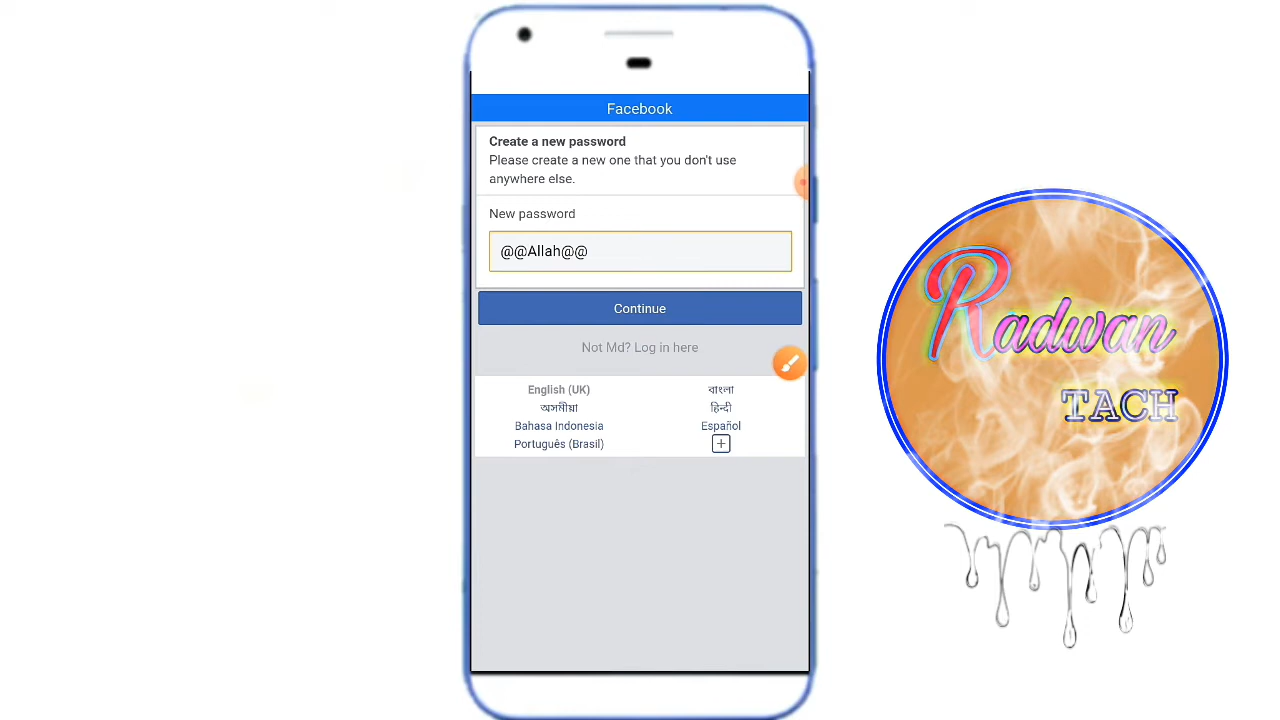 Facebook
Create a new password
Please create a new one that you don't use
anywhere else.
New password
@@Allah@@
Continue
Not Md? Log in here
English (UK)
বাংলা
অসমীয়া
हिन्दी
Bahasa Indonesia
Español
Português (Brasil)
Radwan
TACH